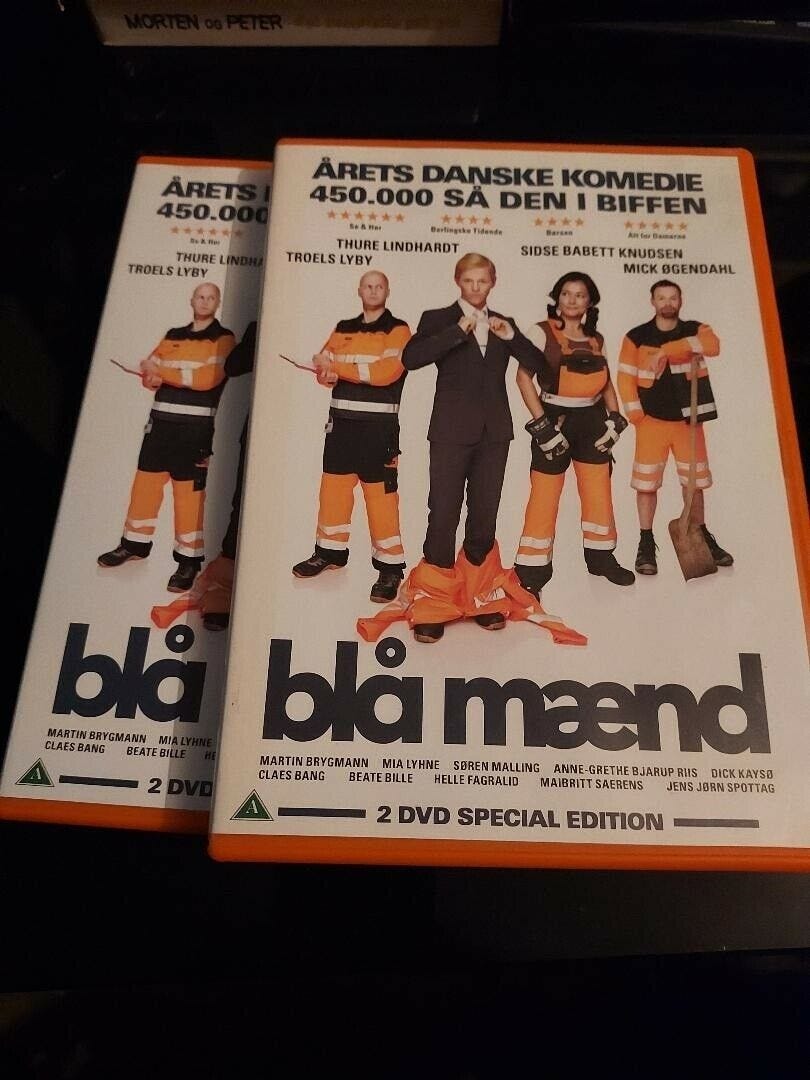 MORTEN OG PETER
ÅRETS
450.000
Se & Hør
THURE LINDHA
TROELS LYBY
blå
MARTIN BRYGMANN MIA LYHNE
CLAES BANG BEATE BILLE HE
A
2 DVD
ÅRETS DANSKE KOMEDIE
450.000 SÅ DEN I BIFFEN
Se & Hør Berlingske Tidende Børsen Alt for Damerne
THURE LINDHARDT SIDSE BABETT KNUDSEN
TROELS LYBY MICK ØGENDAHL
blå mænd
MARTIN BRYGMANN MIA LYHNE SØREN MALLING ANNE-GRETHE BJARUP RIIS DICK KAYSØ
CLAES BANG BEATE BILLE HELLE FAGRALID MAIBRITT SAERENS JENS JØRN SPOTTAG
A
2 DVD SPECIAL EDITION